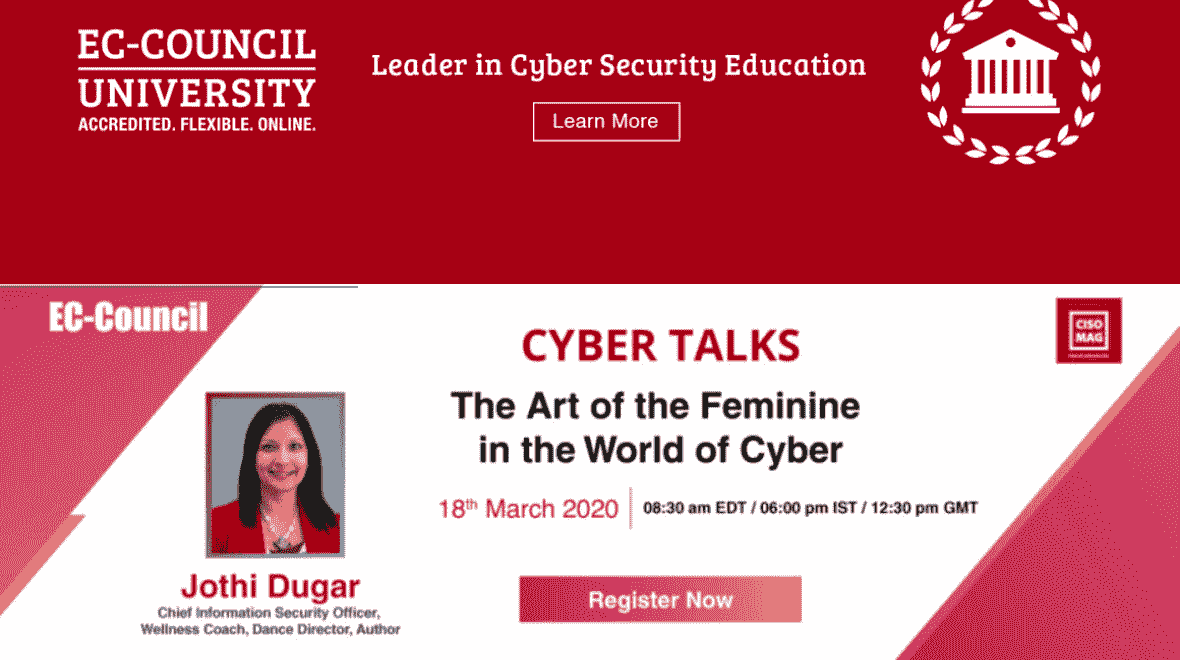 EC-COUNCIL
UNIVERSITY
ACCREDITED. FLEXIBLE. ONLINE.
Leader in Cyber Security Education
Learn More
EC-Council
CYBER TALKS
CISO
MAG
The Art of the Feminine
in the World of Cyber
18th March 2020
08:30 am EDT / 06:00 pm IST / 12:30 pm GMT
Register Now
Jothi Dugar
Chief Information Security Officer,
Wellness Coach, Dance Director, Author